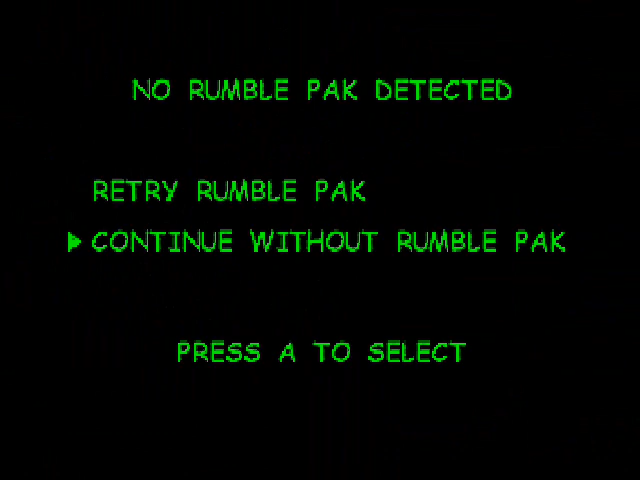 NO RUMBLE PAK DETECTED
RETRY RUMBLE PAK
CONTINUE WITHOUT RUMBLE PAK
PRESS A TO SELECT